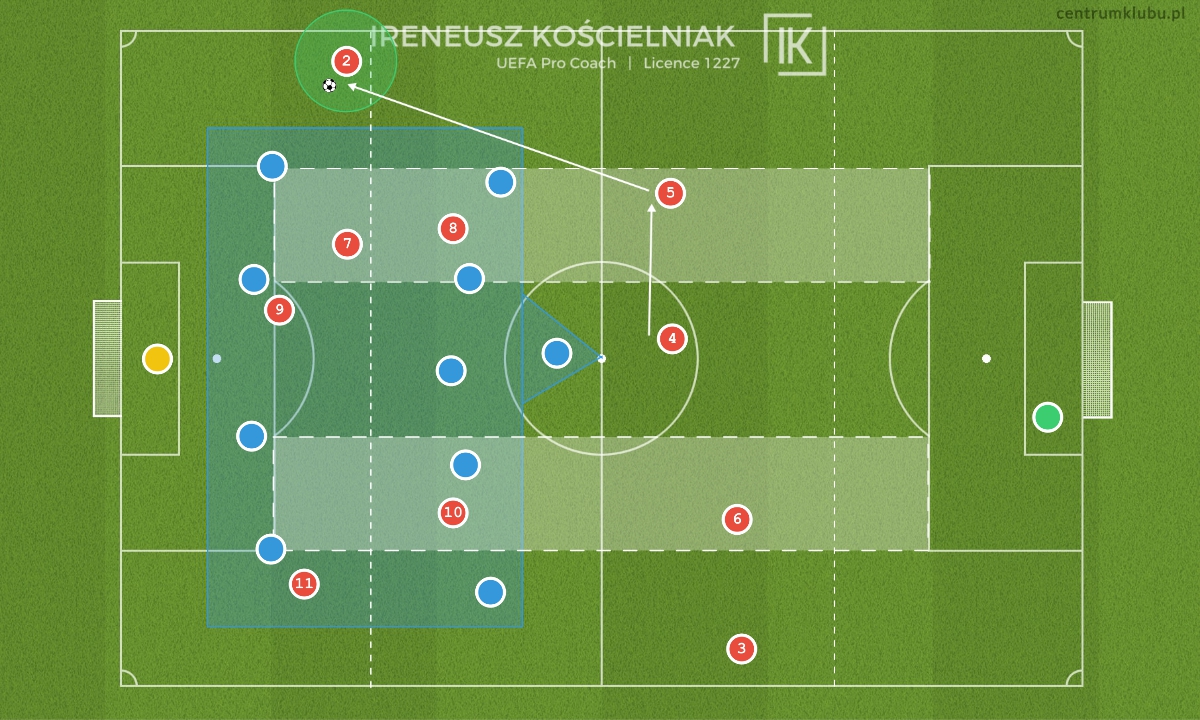 centrumklubu.pl
IRENEUSZ KOŚCIELNIAK
IK
UEFA Pro Coach | Licence 1227
2
5
8
7
9
4
10
6
11
3